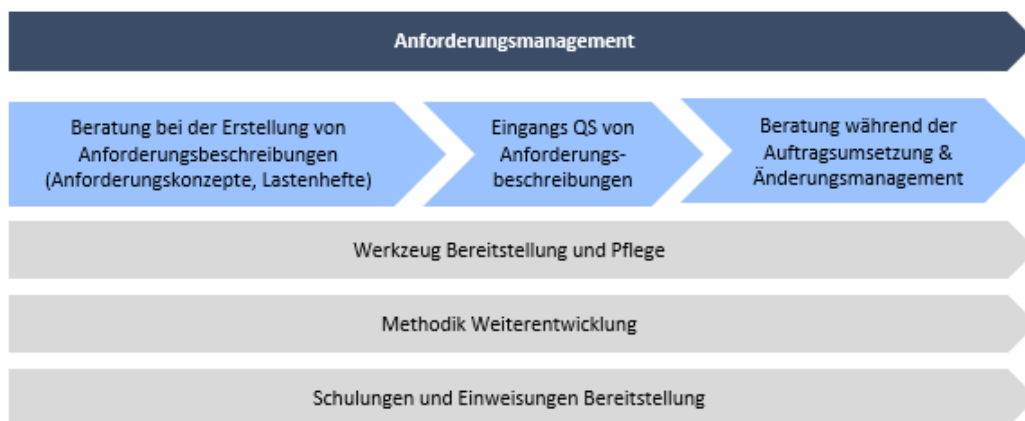 Anforderungsmanagement
Beratung bei der Erstellung von
Anforderungsbeschreibungen
(Anforderungskonzepte, Lastenhefte)
Eingangs QS von
Anforderungs-
beschreibungen
Beratung während der
Auftragsumsetzung &
Änderungsmanagement
Werkzeug Bereitstellung und Pflege
Methodik Weiterentwicklung
Schulungen und Einweisungen Bereitstellung